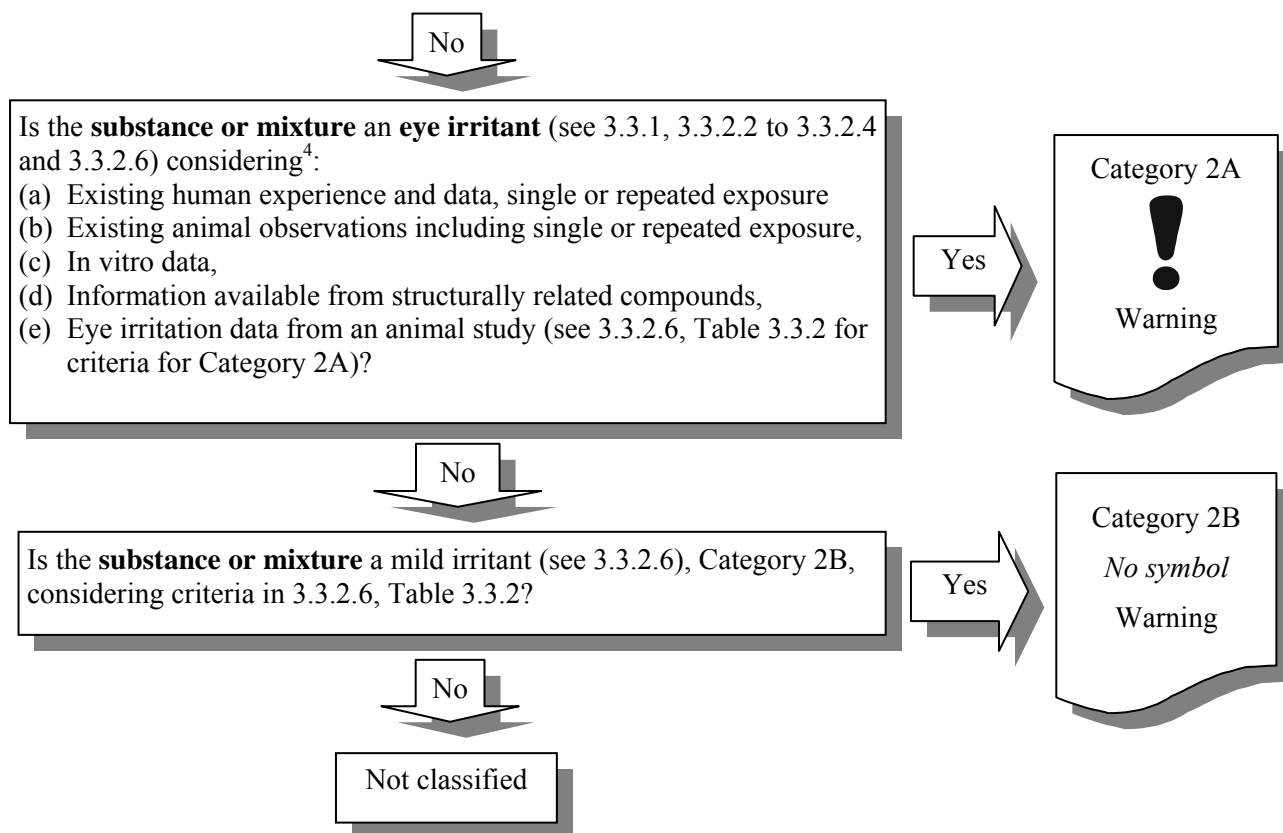 No
Is the substance or mixture an eye irritant (see 3.3.1, 3.3.2.2 to 3.3.2.4
and 3.3.2.6) considering⁴:
(a) Existing human experience and data, single or repeated exposure
(b) Existing animal observations including single or repeated exposure,
(c) In vitro data,
(d) Information available from structurally related compounds,
(e) Eye irritation data from an animal study (see 3.3.2.6, Table 3.3.2 for
criteria for Category 2A)?
Yes
Category 2A
Warning
No
Is the substance or mixture a mild irritant (see 3.3.2.6), Category 2B,
considering criteria in 3.3.2.6, Table 3.3.2?
Yes
Category 2B
No symbol
Warning
No
Not classified